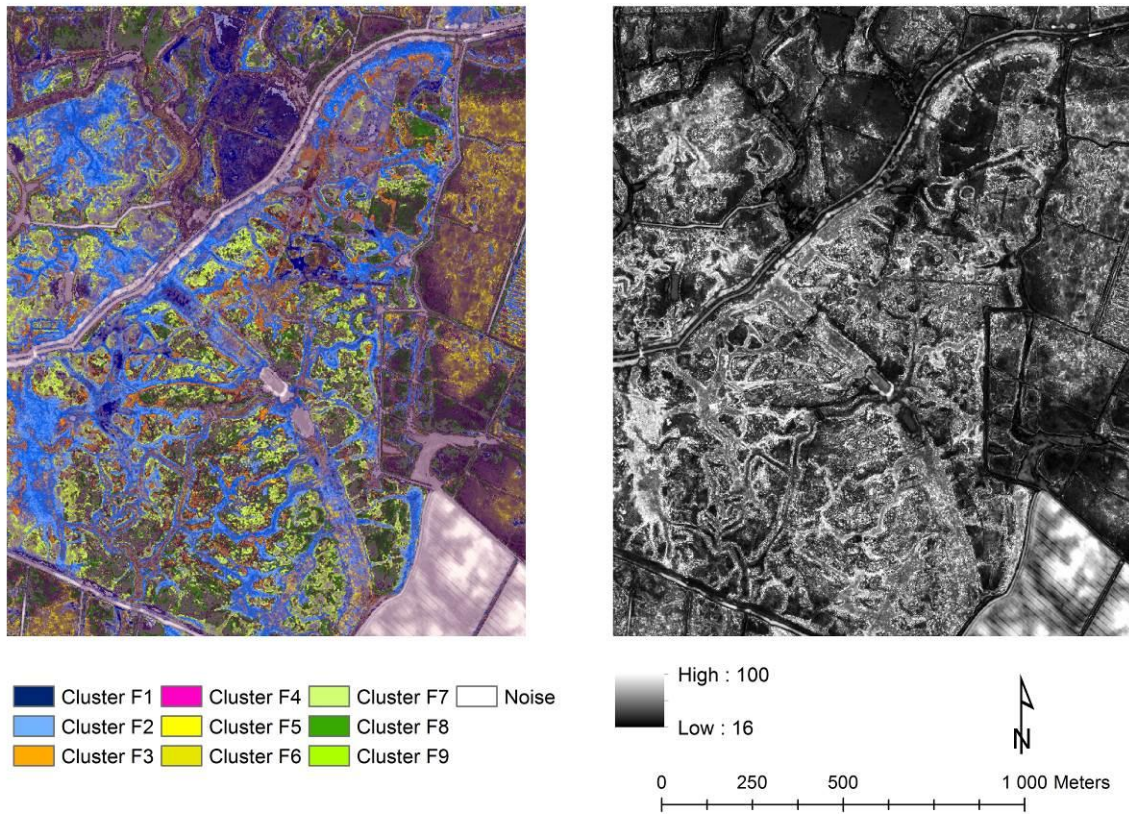 Cluster F1 Cluster F4 Cluster F7 Noise
Cluster F2 Cluster F5 Cluster F8
Cluster F3 Cluster F6 Cluster F9
High : 100
Low : 16
N
0 250 500 1 000 Meters